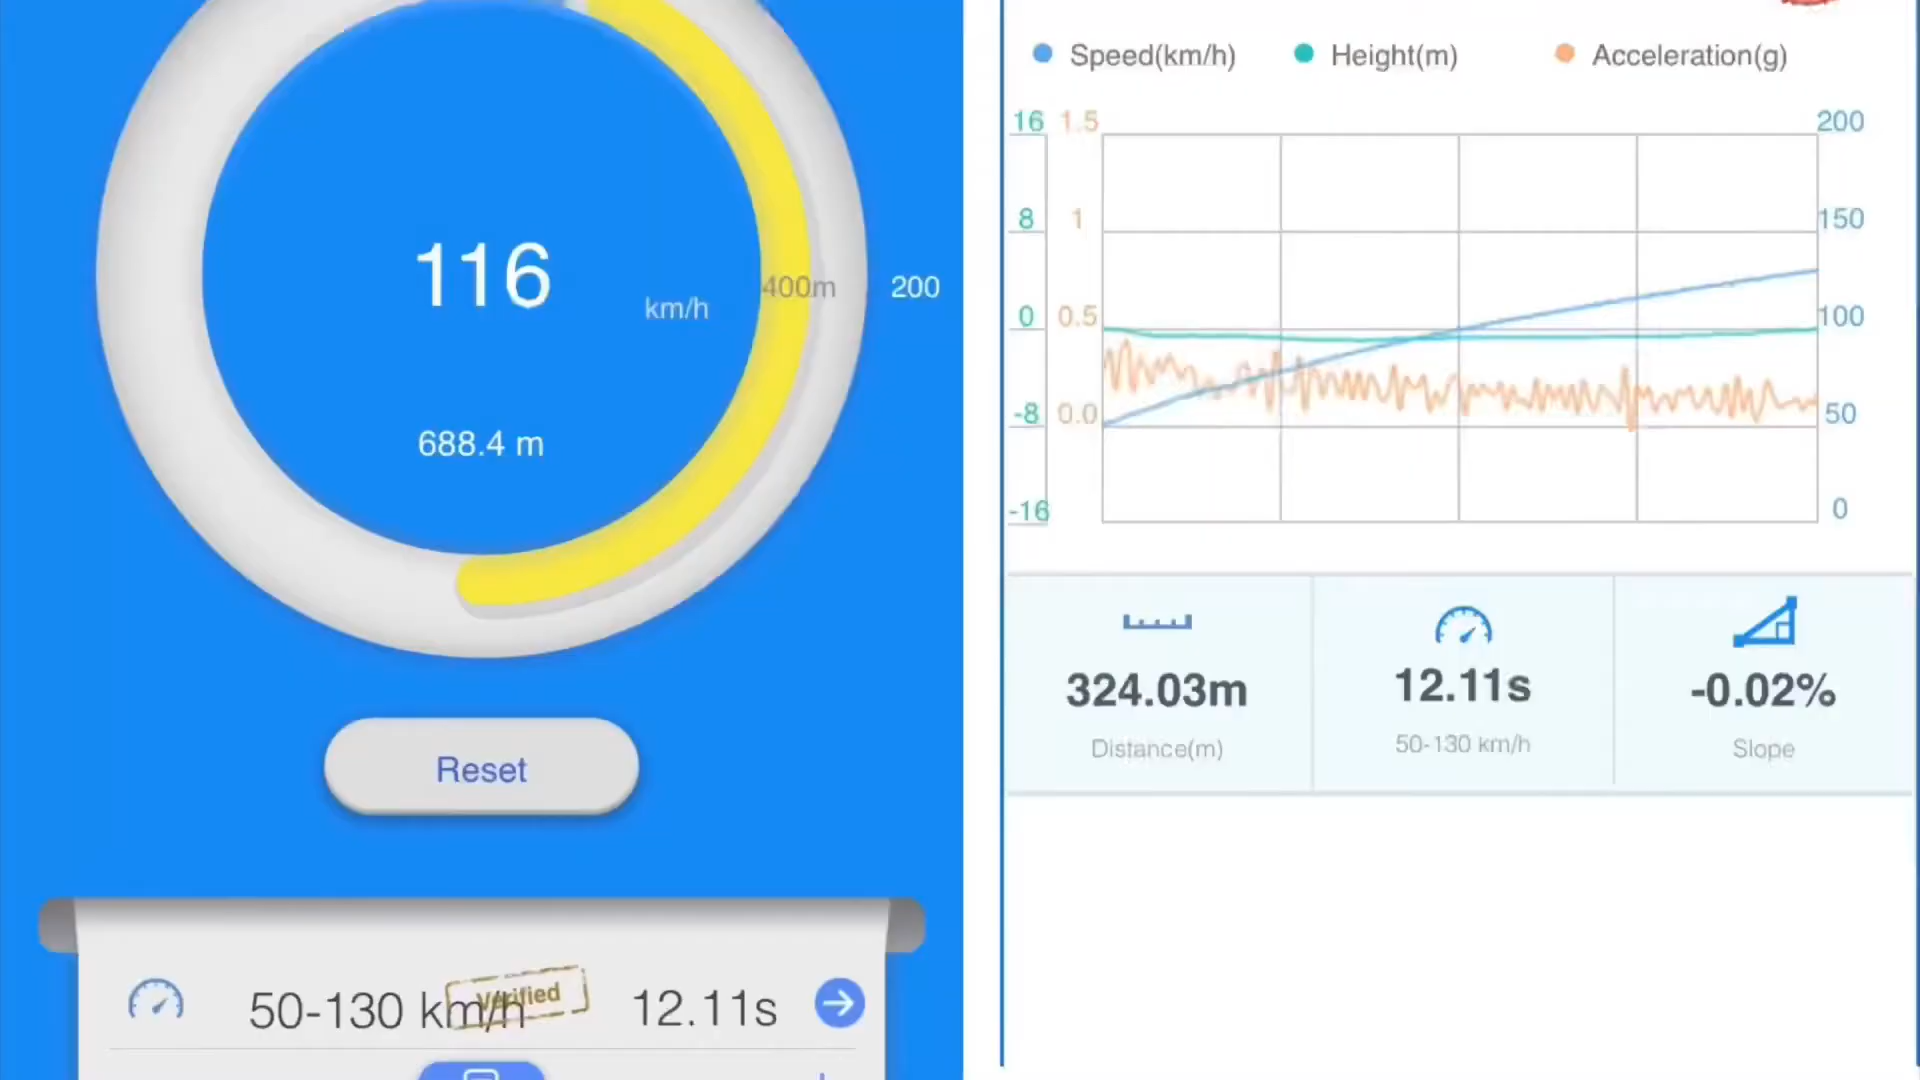 116
km/h
400m
200
688.4 m
Reset
50-130 km/h
Verified
12.11s
Speed(km/h)
Height(m)
Acceleration(g)
16 1.5 200
8 1 150
0 0.5 100
-8 0.0 50
-16 0
324.03m
Distance(m)
12.11s
50-130 km/h
-0.02%
Slope